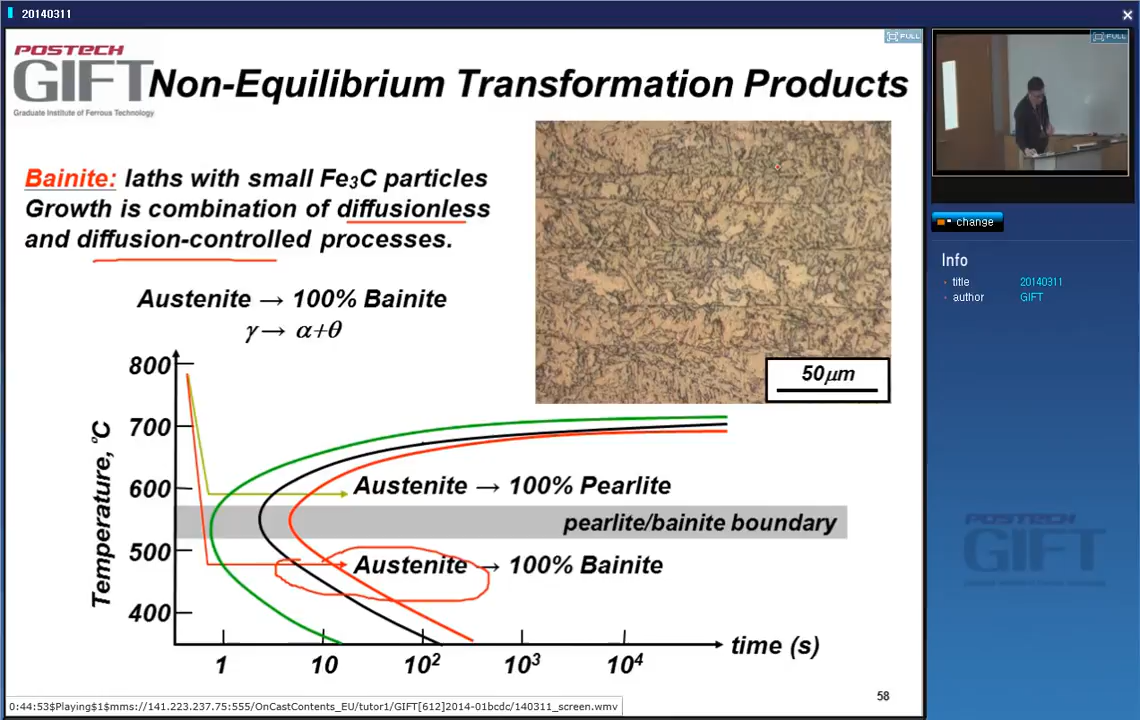 20140311
POSTECH
GIFT
Graduate Institute of Ferrous Technology
Non-Equilibrium Transformation Products
FULL
FULL
Bainite: laths with small Fe3C particles
Growth is combination of diffusionless
and diffusion-controlled processes.
Austenite → 100% Bainite
γ → α+θ
50μm
change
Info
title 20140311
author GIFT
800
700
600
500
400
Temperature, °C
Austenite → 100% Pearlite
pearlite/bainite boundary
Austenite → 100% Bainite
1 10 10² 10³ 10⁴ time (s)
POSTECH
GIFT
58
0:44:53$Playing$1$mms://141.223.237.75:555/OnCastContents_EU/tutor1/GIFT[612]2014-01bcdc/140311_screen.wmv